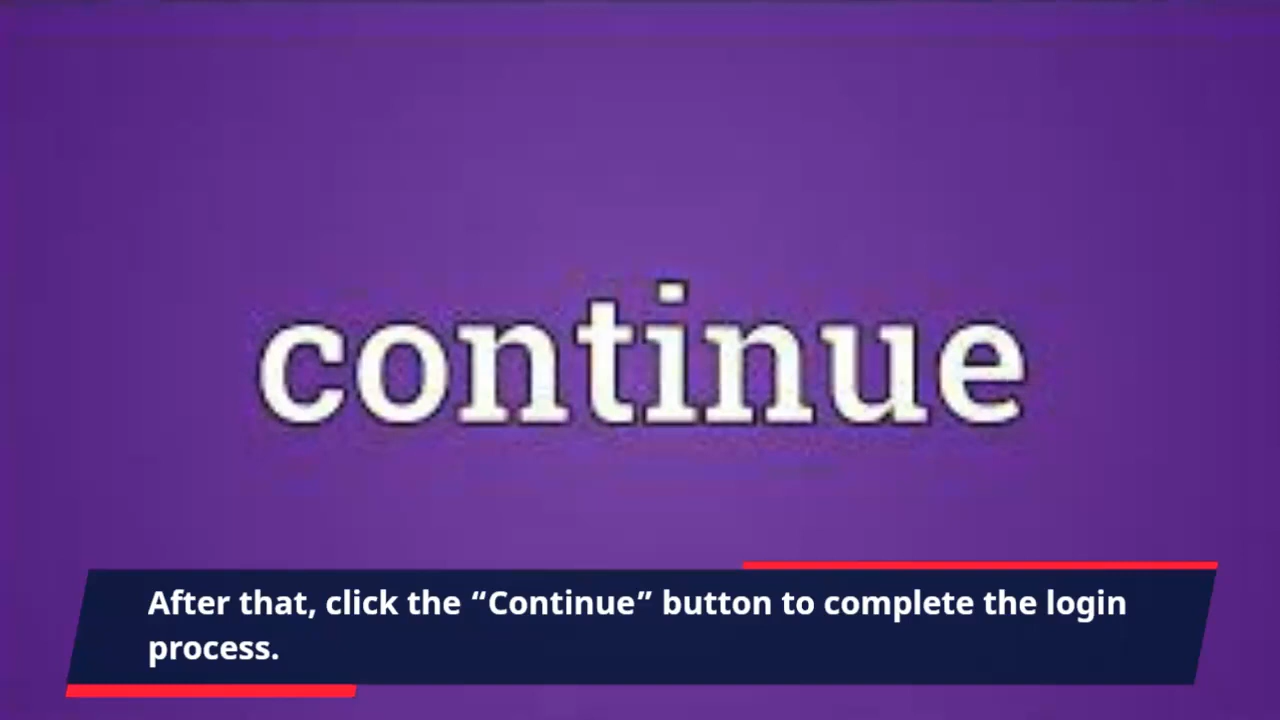 continue
After that, click the “Continue” button to complete the login
process.